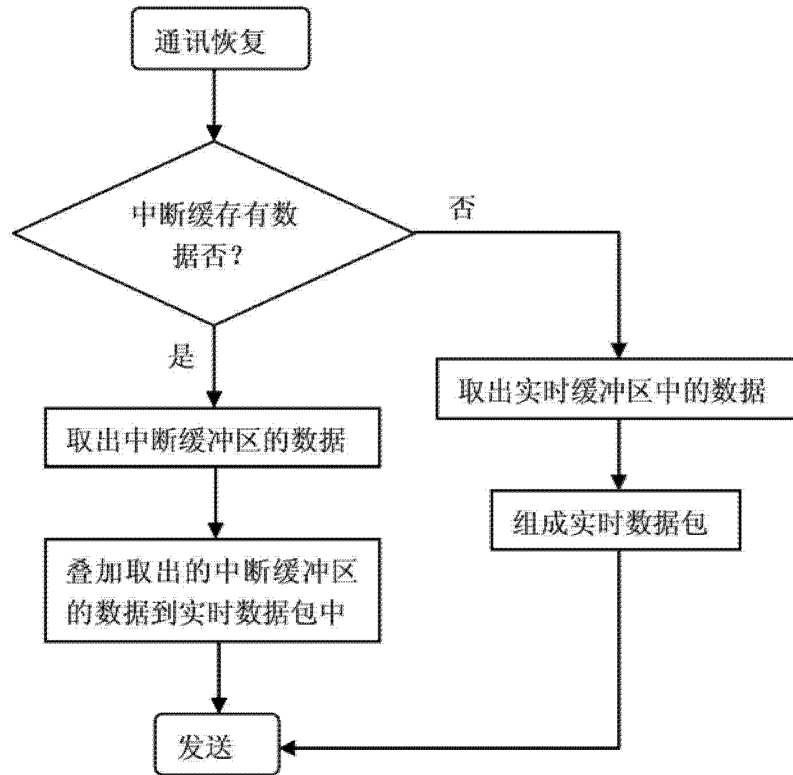 通讯恢复
中断缓存有数
据否?
否
是
取出实时缓冲区中的数据
取出中断缓冲区的数据
组成实时数据包
叠加取出的中断缓冲区
的数据到实时数据包中
发送